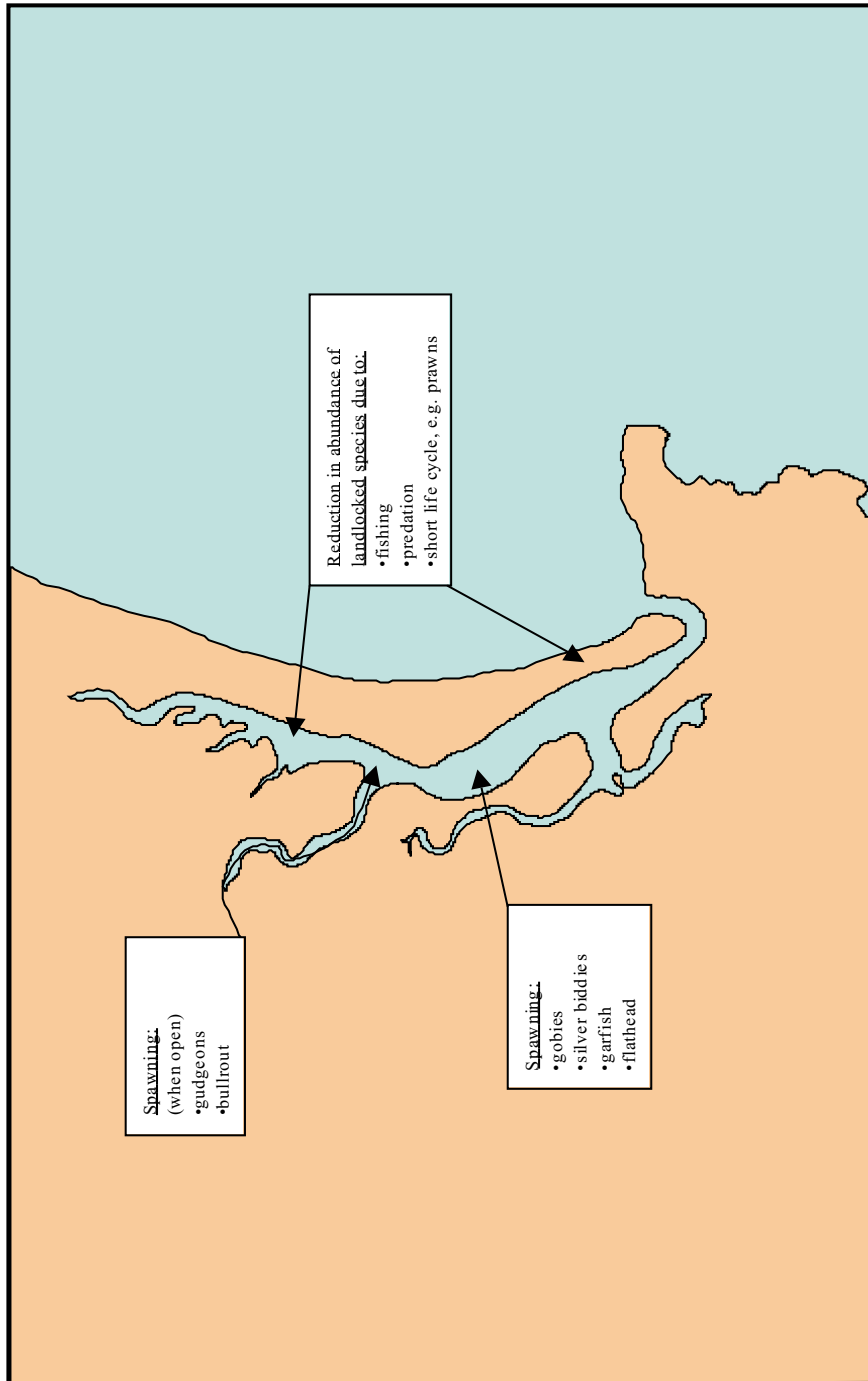 Spawning:
(when open)
•gudgeons
•bullrout
Spawning:
•gobies
•silver biddies
•garfish
•flathead
Reduction in abundance of
landlocked species due to:
•fishing
•predation
•short life cycle, e.g. prawns